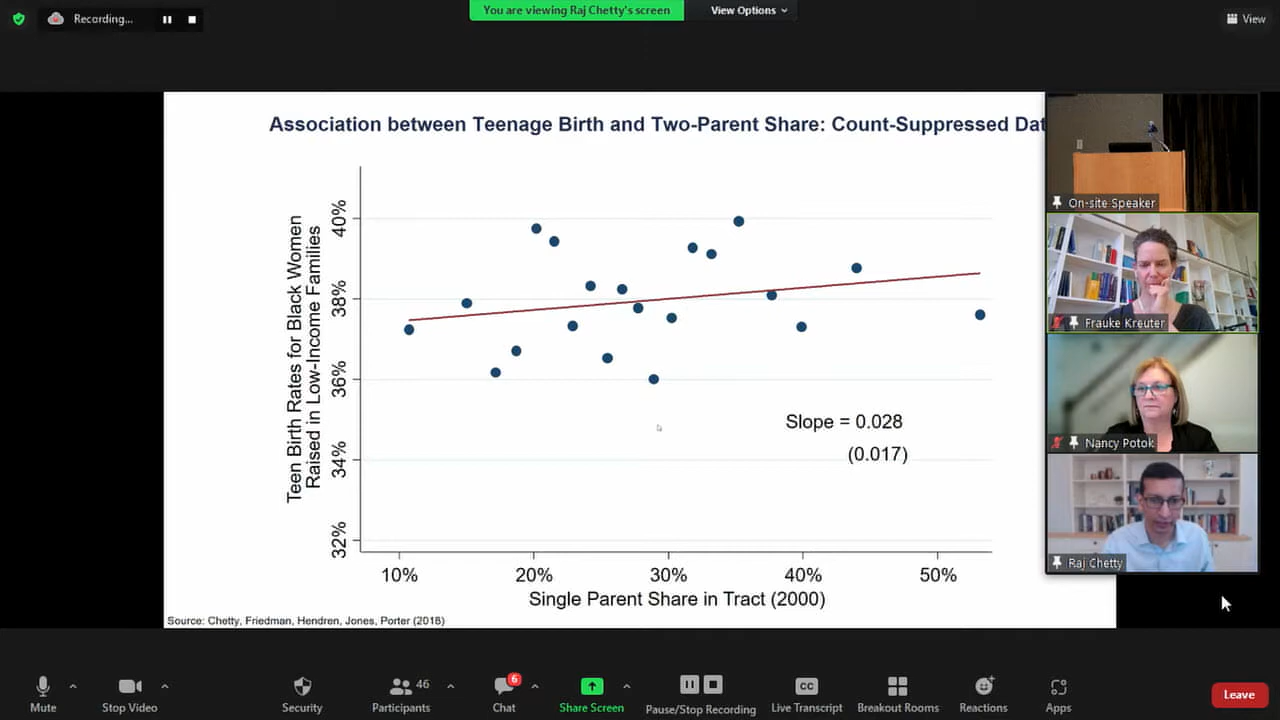 Recording...
You are viewing Raj Chetty's screen
View Options
View
Association between Teenage Birth and Two-Parent Share: Count-Suppressed Dat
On-site Speaker
Frauke Kreuter
Nancy Potok
Raj Chetty
Teen Birth Rates for Black Women
Raised in Low-Income Families
40%
38%
36%
34%
32%
Slope = 0.028
(0.017)
10%
20%
30%
40%
50%
Single Parent Share in Tract (2000)
Source: Chetty, Friedman, Hendren, Jones, Porter (2018)
Mute
Stop Video
Security
46
Participants
6
Chat
Share Screen
Pause/Stop Recording
CC
Live Transcript
Breakout Rooms
Reactions
Apps
Leave